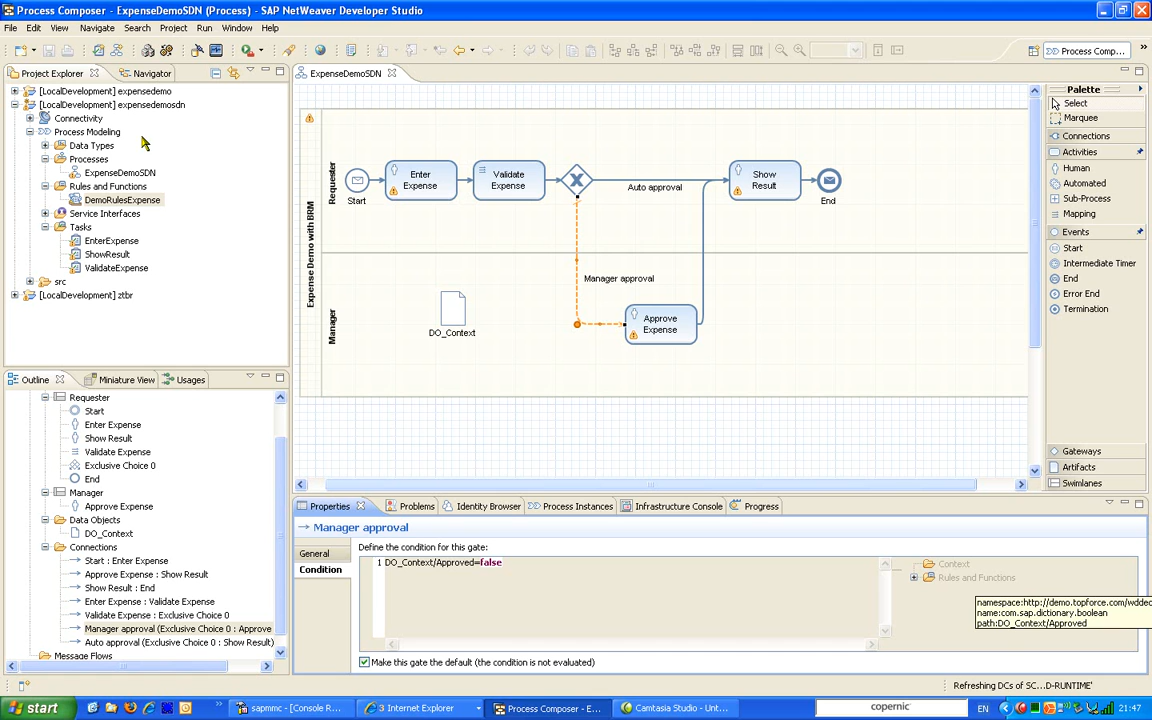 Process Composer - ExpenseDemoSDN (Process) - SAP NetWeaver Developer Studio
File Edit View Navigate Search Project Run Window Help
Process Comp...
Project Explorer
Navigator
[LocalDevelopment] expensedemo
[LocalDevelopment] expensedemosdn
Connectivity
Process Modeling
Data Types
Processes
ExpenseDemoSDN
Rules and Functions
DemoRulesExpense
Service Interfaces
Tasks
EnterExpense
ShowResult
ValidateExpense
src
[LocalDevelopment] ztbr
Outline
Miniature View
Usages
Requester
Start
Enter Expense
Show Result
Validate Expense
Exclusive Choice 0
End
Manager
Approve Expense
Data Objects
DO_Context
Connections
Start : Enter Expense
Approve Expense : Show Result
Show Result : End
Enter Expense : Validate Expense
Validate Expense : Exclusive Choice 0
Manager approval (Exclusive Choice 0 : Approve
Auto approval (Exclusive Choice 0 : Show Result)
Message Flows
ExpenseDemoSDN
Expense Demo with BRM
Requester
Start
Enter
Expense
Validate
Expense
Auto approval
Show
Result
End
Manager approval
Manager
DO_Context
Approve
Expense
Palette
Select
Marquee
Connections
Activities
Human
Automated
Sub-Process
Mapping
Events
Start
Intermediate Timer
End
Error End
Termination
Gateways
Artifacts
Swimlanes
Properties
Problems
Identity Browser
Process Instances
Infrastructure Console
Progress
Manager approval
General
Condition
Define the condition for this gate:
1 DO_Context/Approved=false
Context
Rules and Functions
namespace:http://demo.topforce.com/wddec
name:com.sap.dictionary.boolean
path:DO_Context/Approved
Make this gate the default (the condition is not evaluated)
Refreshing DCs of SC...D-RUNTIME'
start
sapmmc - [Console R...
3 Internet Explorer
Process Composer - E...
Camtasia Studio - Unt...
copernic
EN
21:47